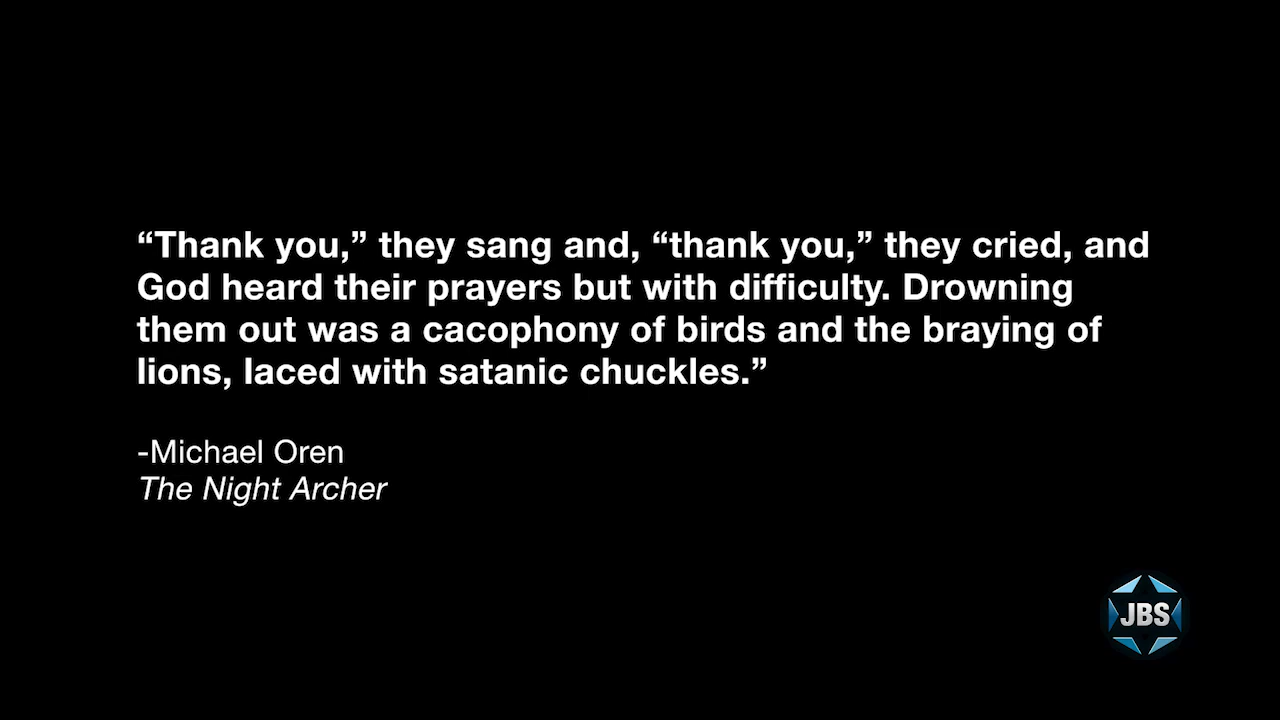 “Thank you,” they sang and, “thank you,” they cried, and
God heard their prayers but with difficulty. Drowning
them out was a cacophony of birds and the braying of
lions, laced with satanic chuckles.”
-Michael Oren
The Night Archer
JBS